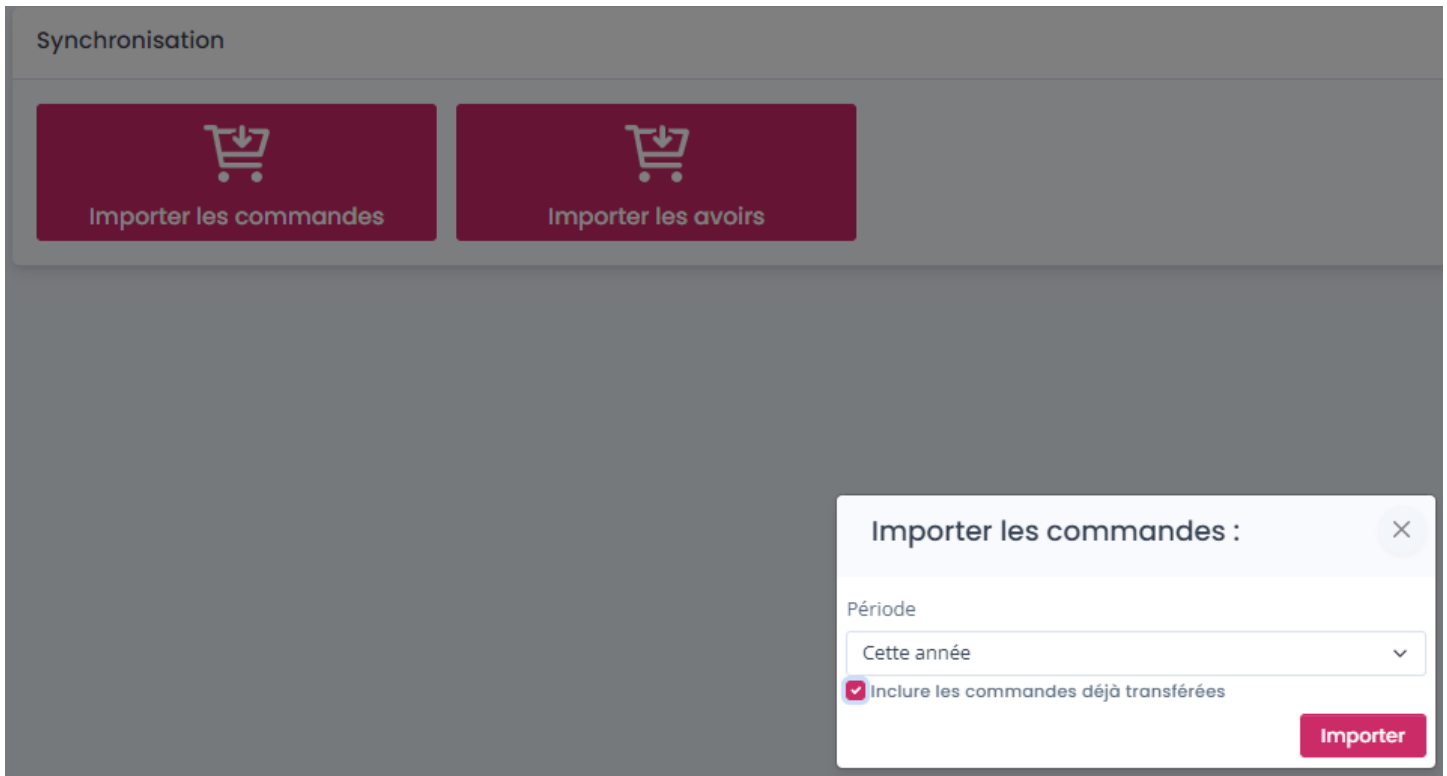 Synchronisation
Importer les commandes
Importer les avoirs
Importer les commandes :
Période
Cette année
Inclure les commandes déjà transférées
Importer